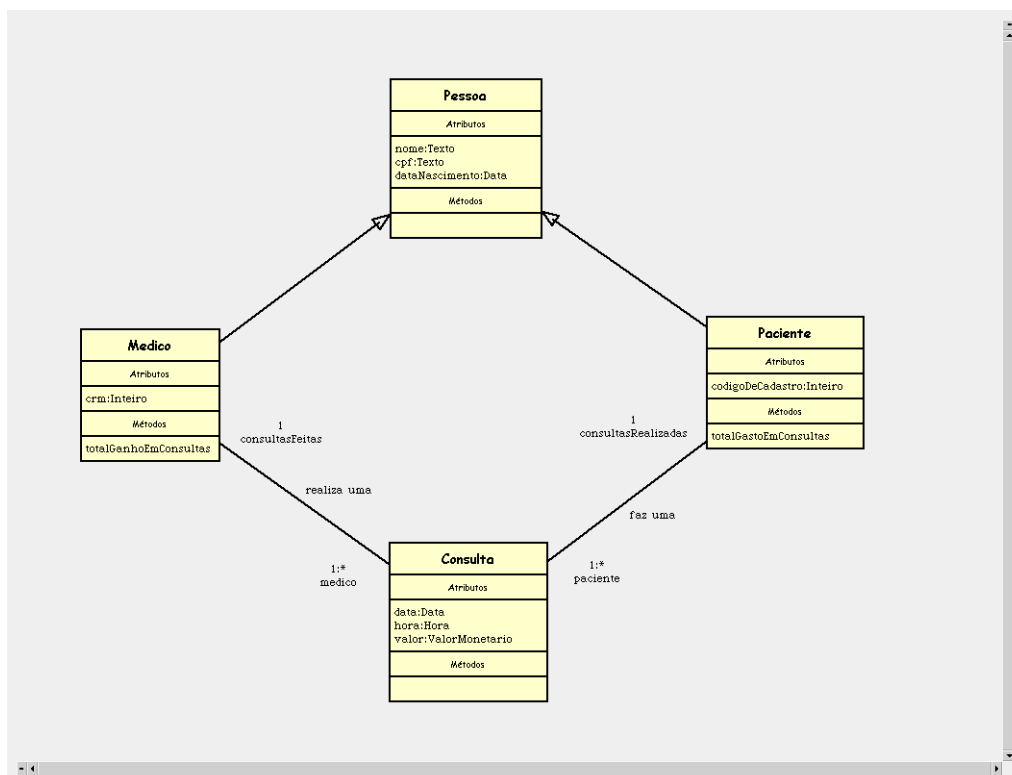 Pessoa
Atributos
nome:Texto
cpf:Texto
dataNascimento:Data
Métodos
Medico
Atributos
crm:Inteiro
Métodos
totalGanhoEmConsultas
Paciente
Atributos
codigoDeCadastro:Inteiro
Métodos
totalGastoEmConsultas
1
consultasFeitas
1
consultasRealizadas
realiza uma
faz uma
1:*
medico
1:*
paciente
Consulta
Atributos
data:Data
hora:Hora
valor:ValorMonetario
Métodos